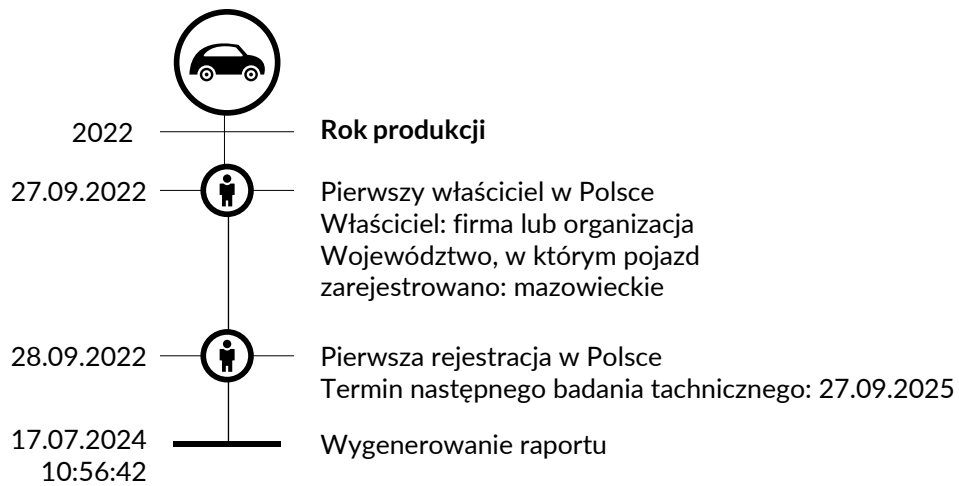 2022 Rok produkcji
27.09.2022 Pierwszy właściciel w Polsce
Właściciel: firma lub organizacja
Województwo, w którym pojazd
zarejestrowano: mazowieckie
28.09.2022 Pierwsza rejestracja w Polsce
Termin następnego badania tachnicznego: 27.09.2025
17.07.2024 Wygenerowanie raportu
10:56:42